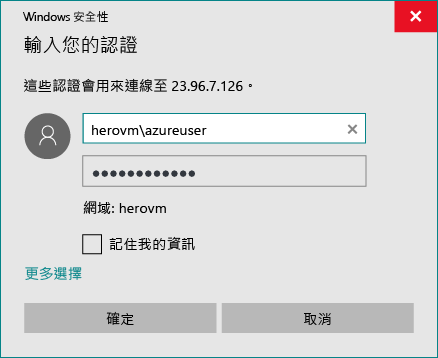 Windows 安全性
輸入您的認證
這些認證會用來連線至 23.96.7.126。
herovm\azureuser
●●●●●●●●●●●●
網域: herovm
記住我的資訊
更多選擇
確定
取消